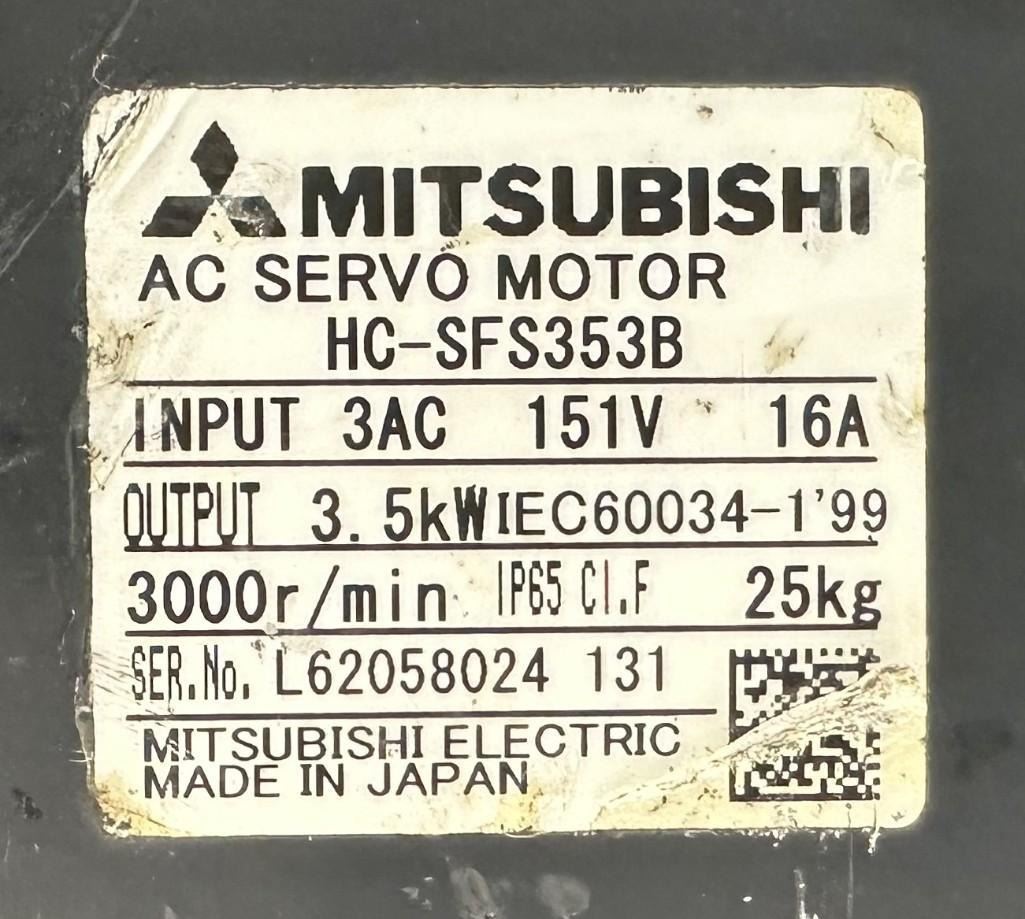 MITSUBISHI
AC SERVO MOTOR
HC-SFS353B
INPUT 3AC 151V 16A
OUTPUT 3.5kW IEC60034-1'99
3000r/min IP65 CI.F 25kg
SER.No. L62058024 131
MITSUBISHI ELECTRIC
MADE IN JAPAN